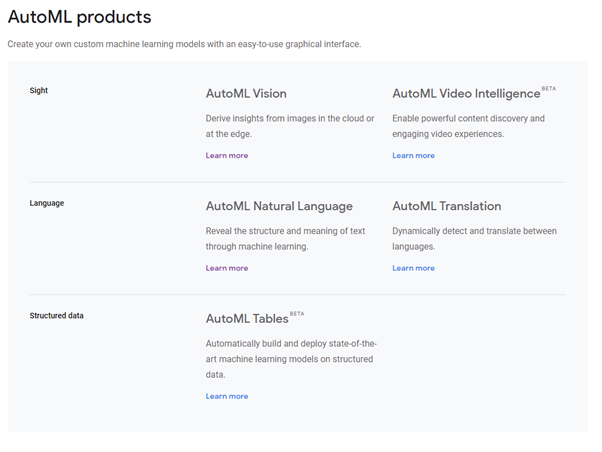 AutoML products
Create your own custom machine learning models with an easy-to-use graphical interface.
Sight
AutoML Vision
Derive insights from images in the cloud or
at the edge.
Learn more
AutoML Video Intelligence BETA
Enable powerful content discovery and
engaging video experiences.
Learn more
Language
AutoML Natural Language
Reveal the structure and meaning of text
through machine learning.
Learn more
AutoML Translation
Dynamically detect and translate between
languages.
Learn more
Structured data
AutoML Tables BETA
Automatically build and deploy state-of-the-
art machine learning models on structured
data.
Learn more